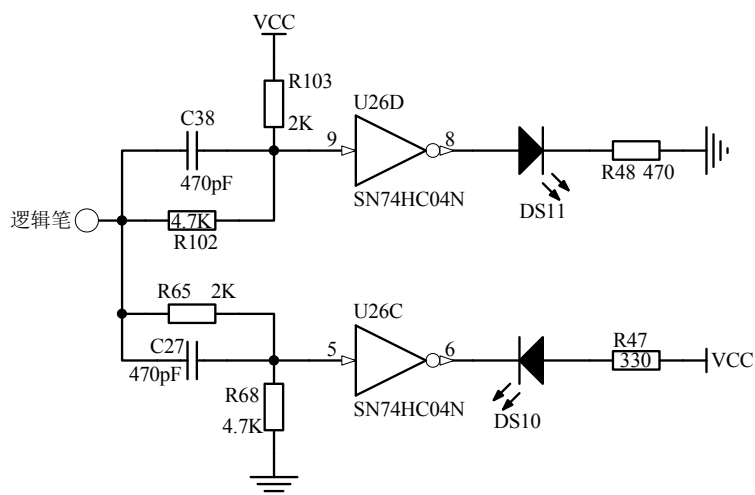 VCC
R103
2K
C38
470pF
U26D
9
8
SN74HC04N
DS11
R48 470
逻辑笔
4.7K
R102
R65 2K
C27
470pF
R68
4.7K
U26C
5
6
SN74HC04N
DS10
R47
330
VCC